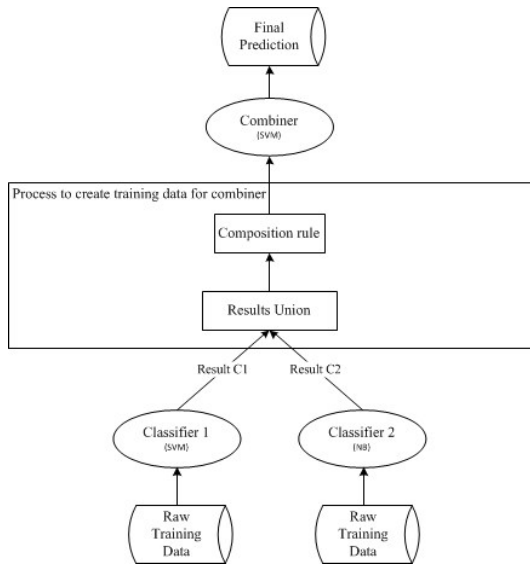 Final
Prediction
Combiner
(SVM)
Process to create training data for combiner
Composition rule
Results Union
Result C1
Result C2
Classifier 1
(SVM)
Classifier 2
(NB)
Raw
Training
Data
Raw
Training
Data